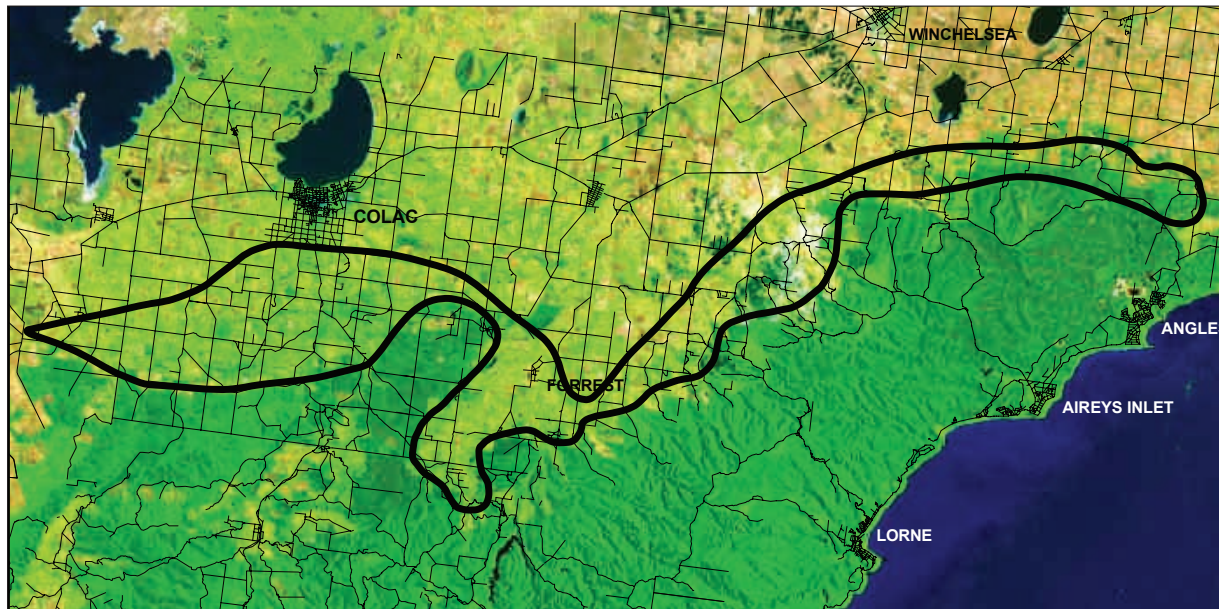 WINCHELSEA
COLAC
ANGLE
FORREST
AIREYS INLET
LORNE